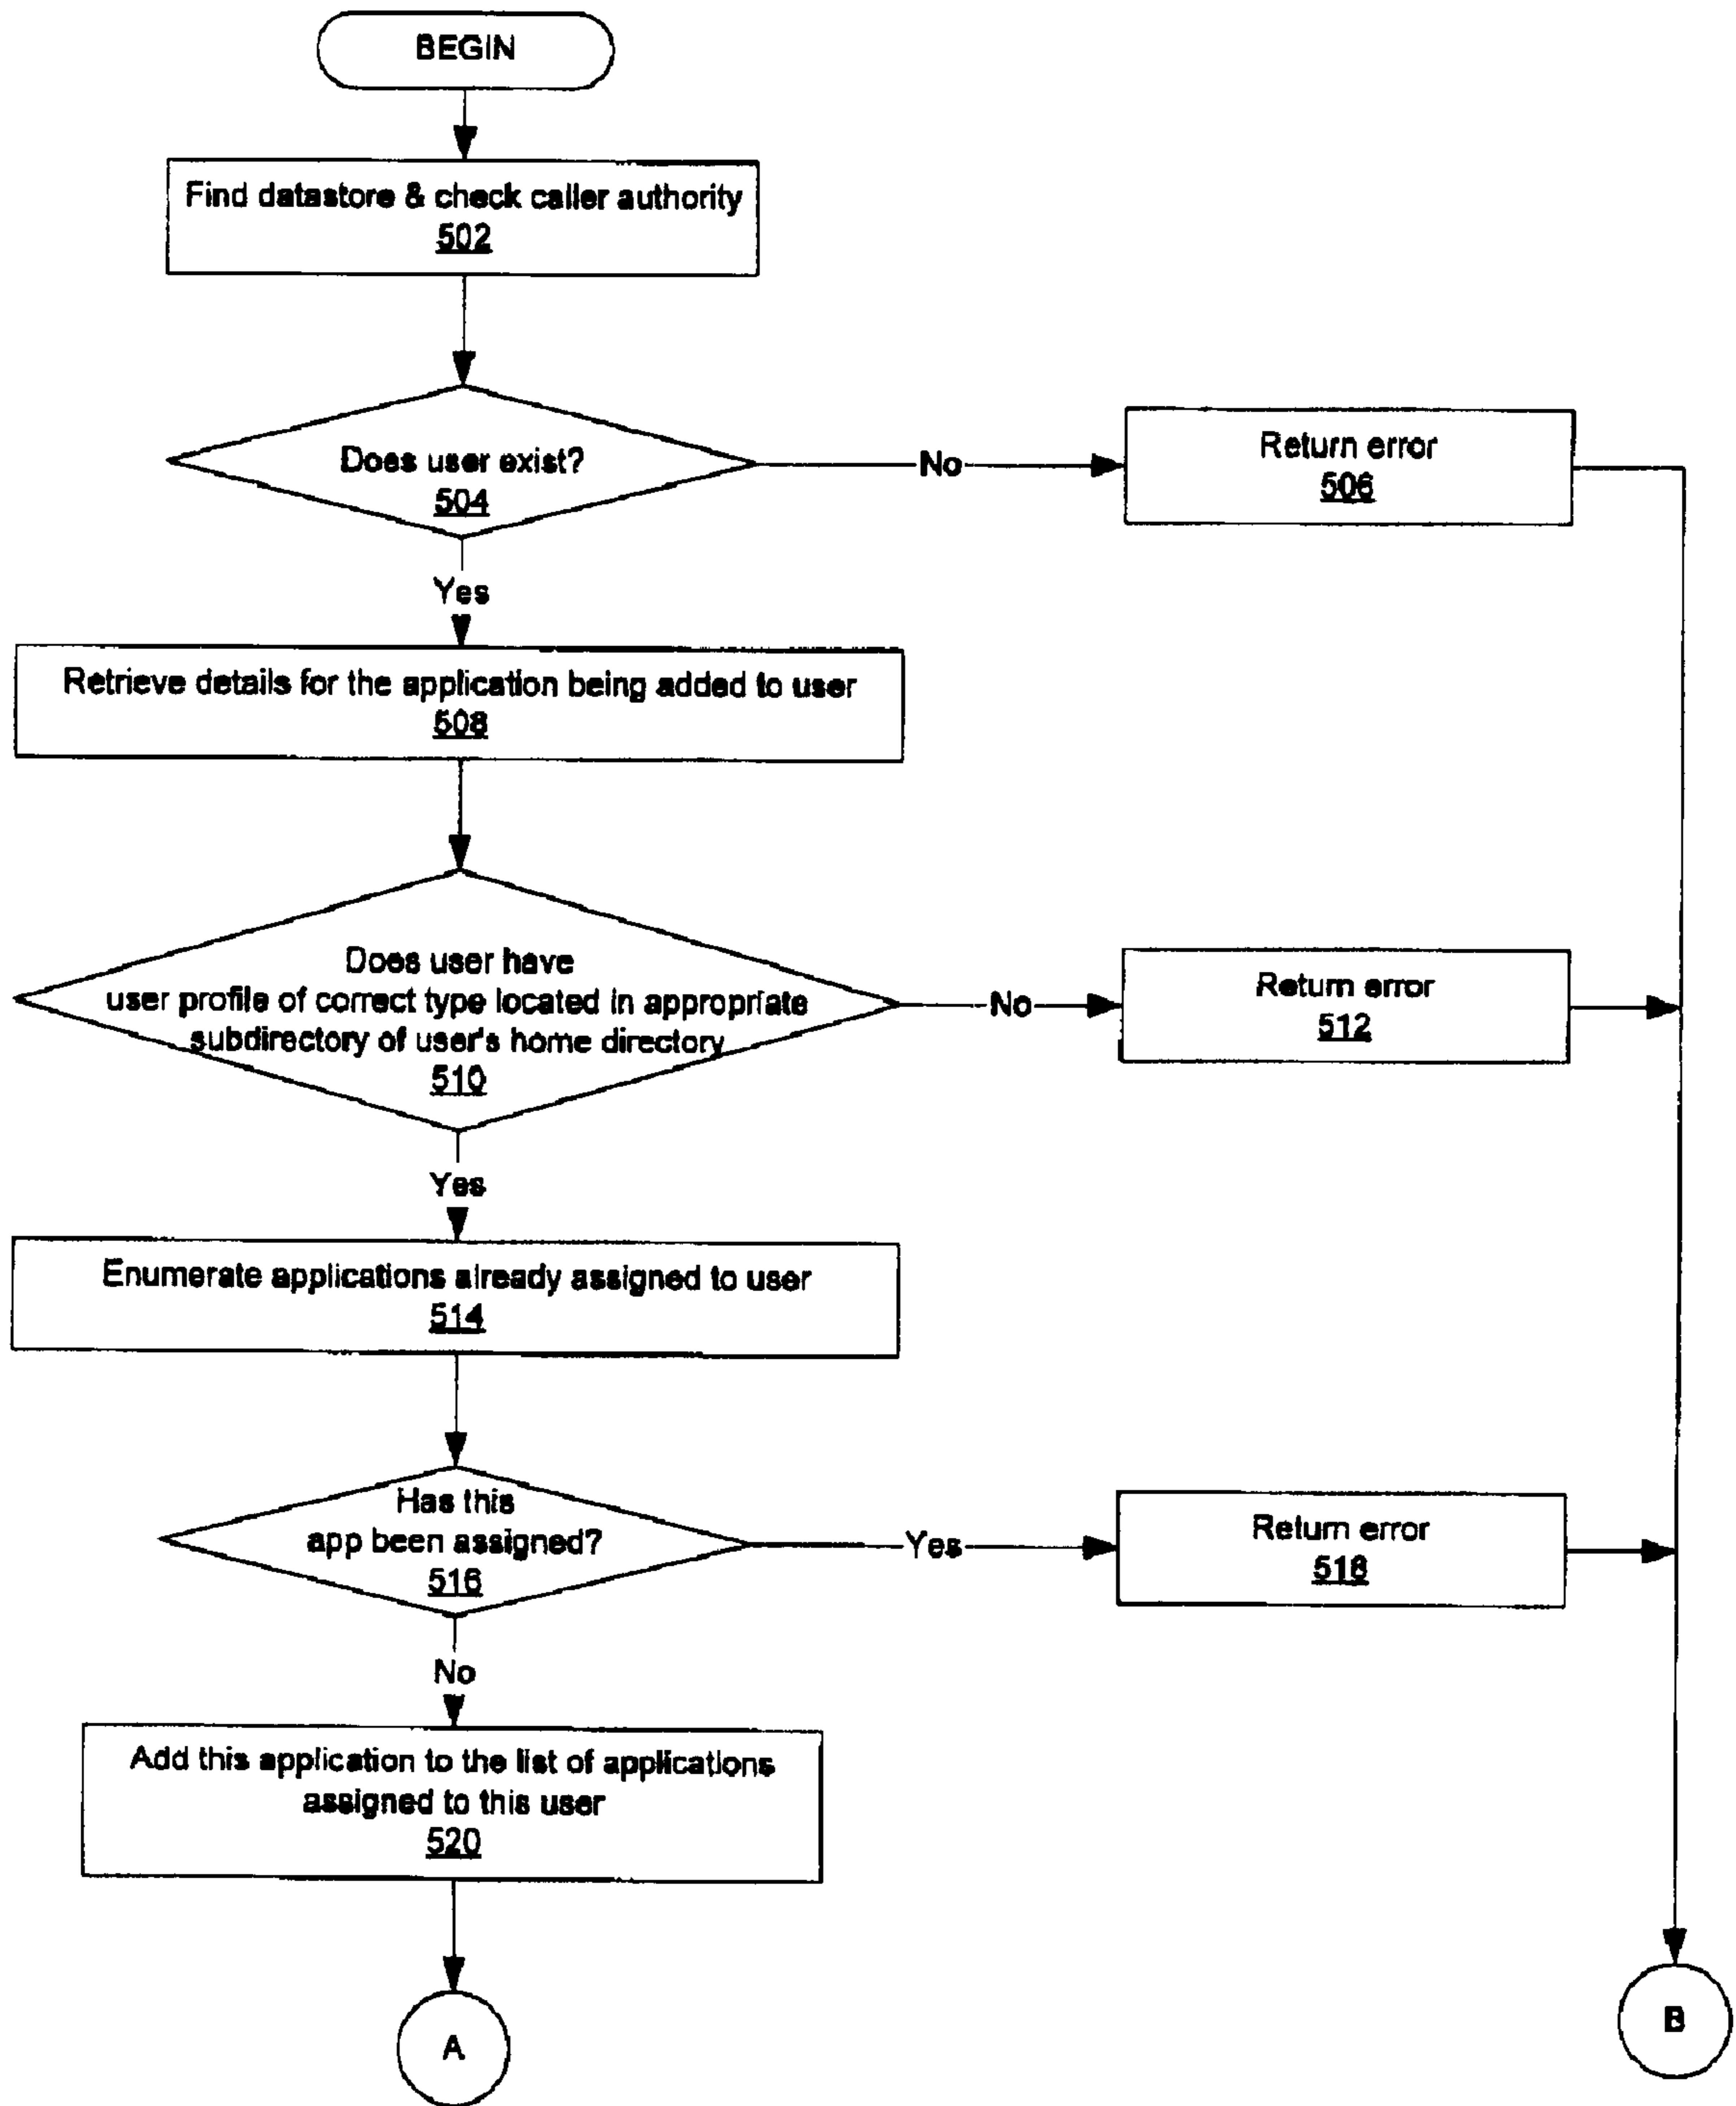 BEGIN
Find datastore & check caller authority
502
Does user exist?
504
No
Return error
506
Yes
Retrieve details for the application being added to user
508
Does user have
user profile of correct type located in appropriate
subdirectory of user's home directory
510
No
Return error
512
Yes
Enumerate applications already assigned to user
514
Has this
app been assigned?
516
Yes
Return error
518
No
Add this application to the list of applications
assigned to this user
520
A
B